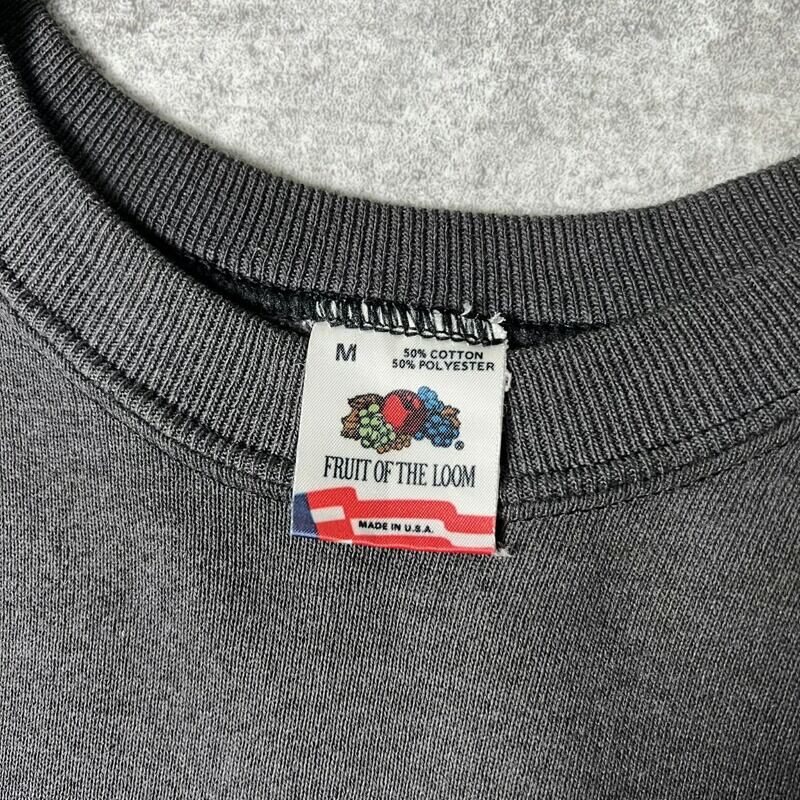 M
50% COTTON
50% POLYESTER
®
FRUIT OF THE LOOM
MADE IN U.S.A.